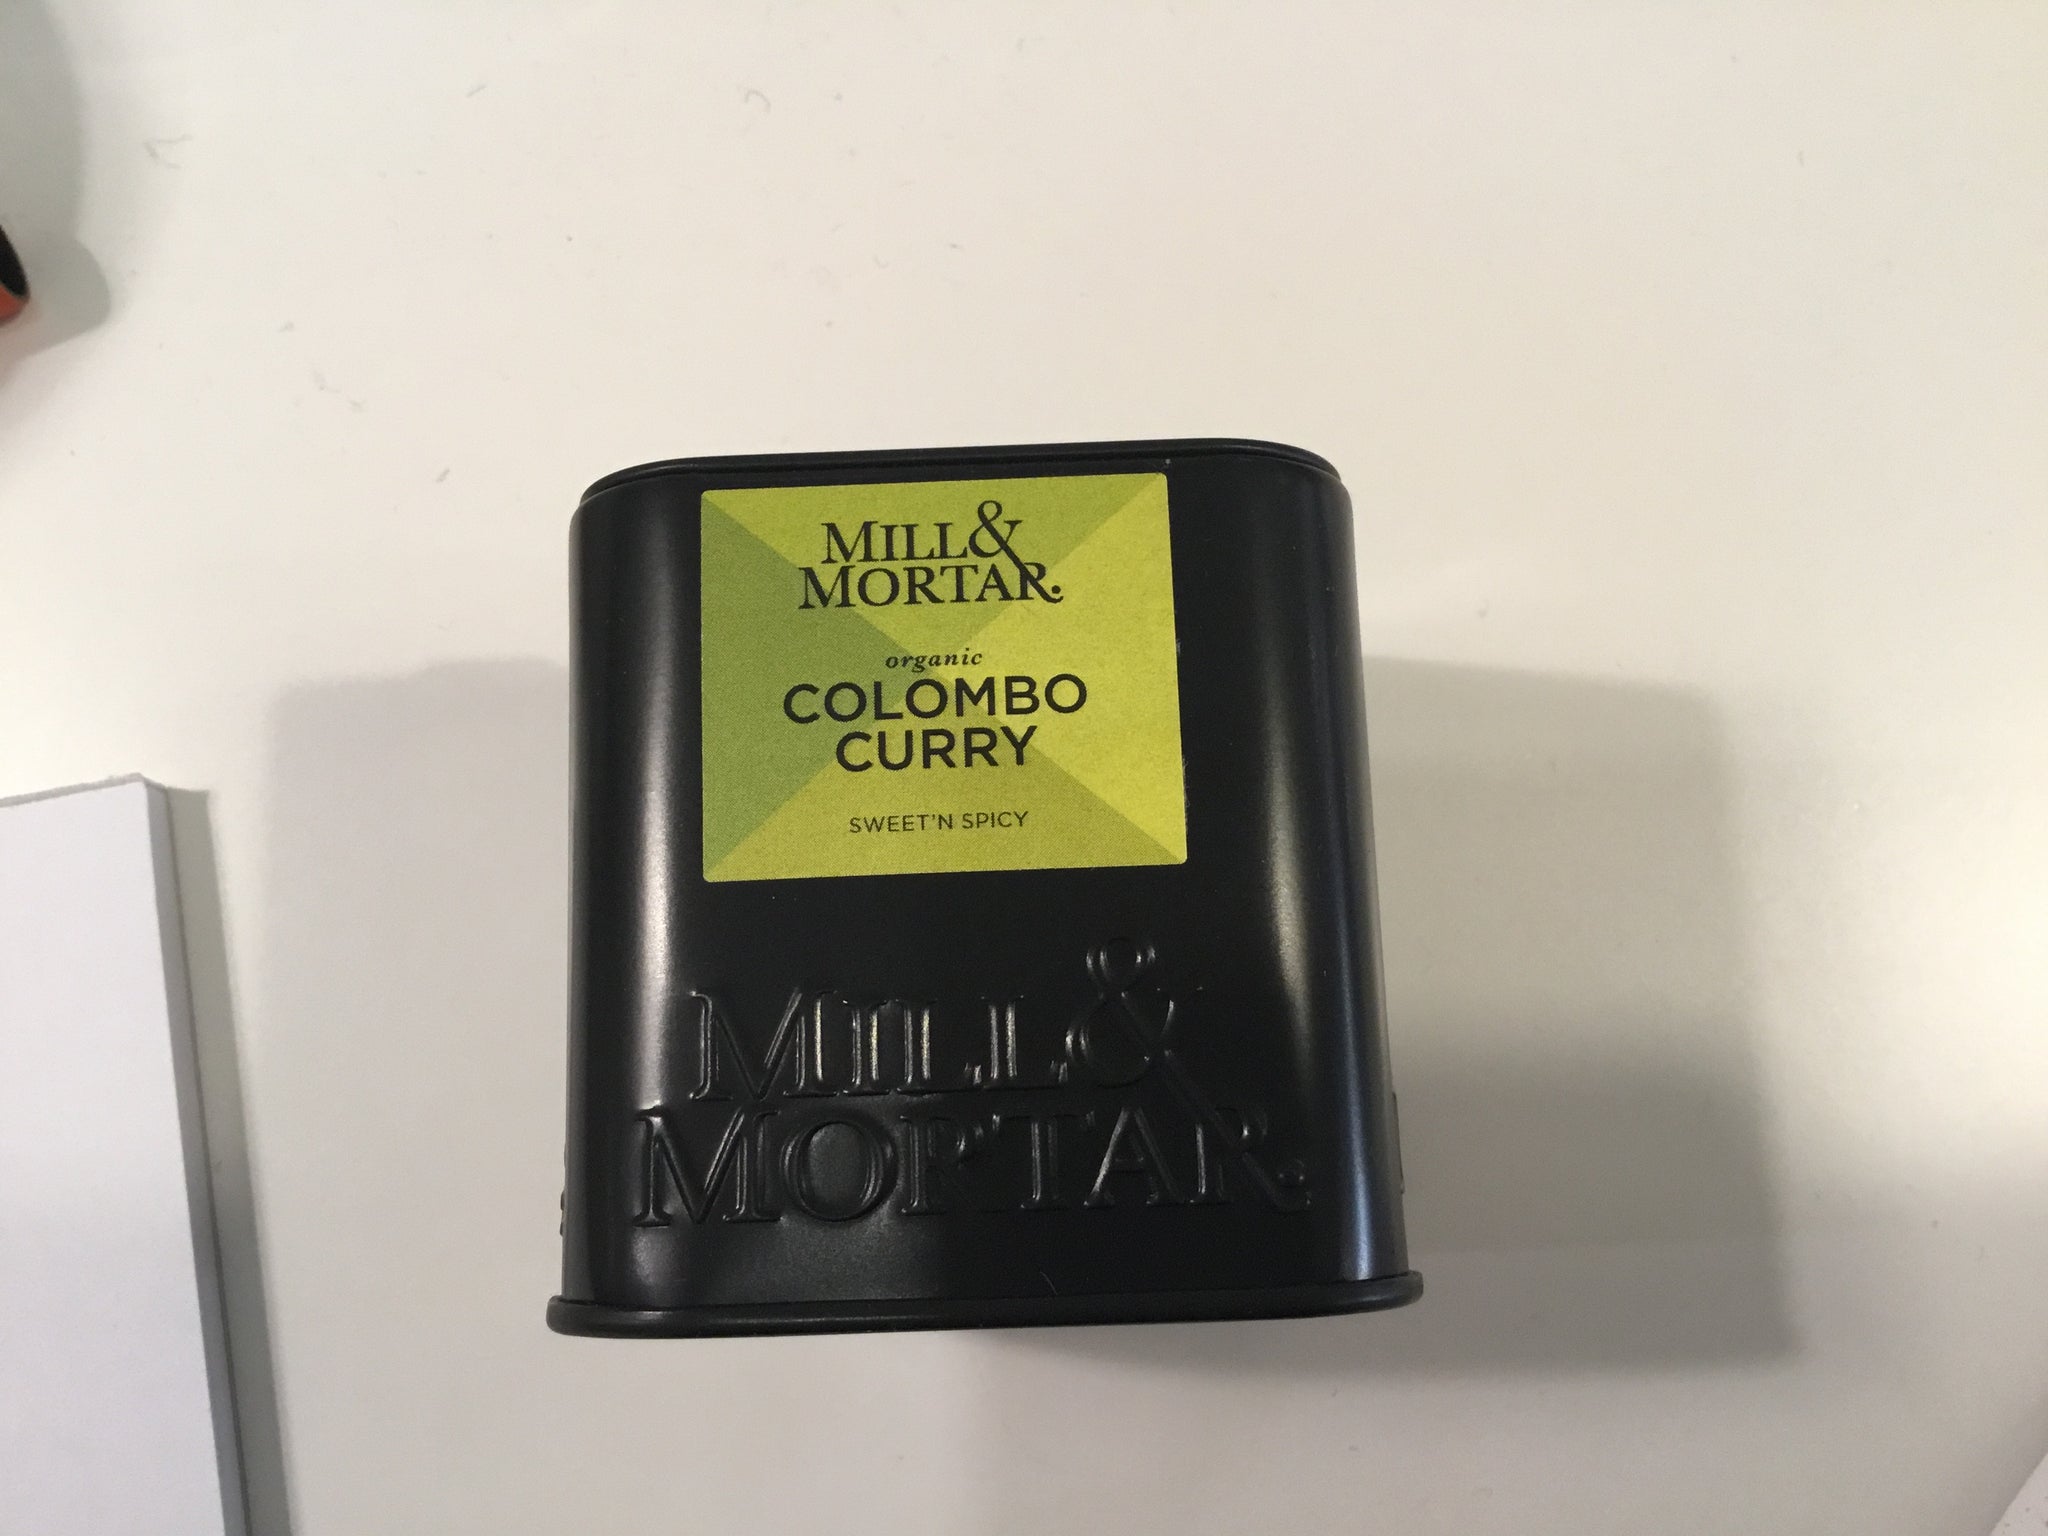 MILL&
MORTAR.
organic
COLOMBO
CURRY
SWEET'N SPICY
MILL&
MORTAR.